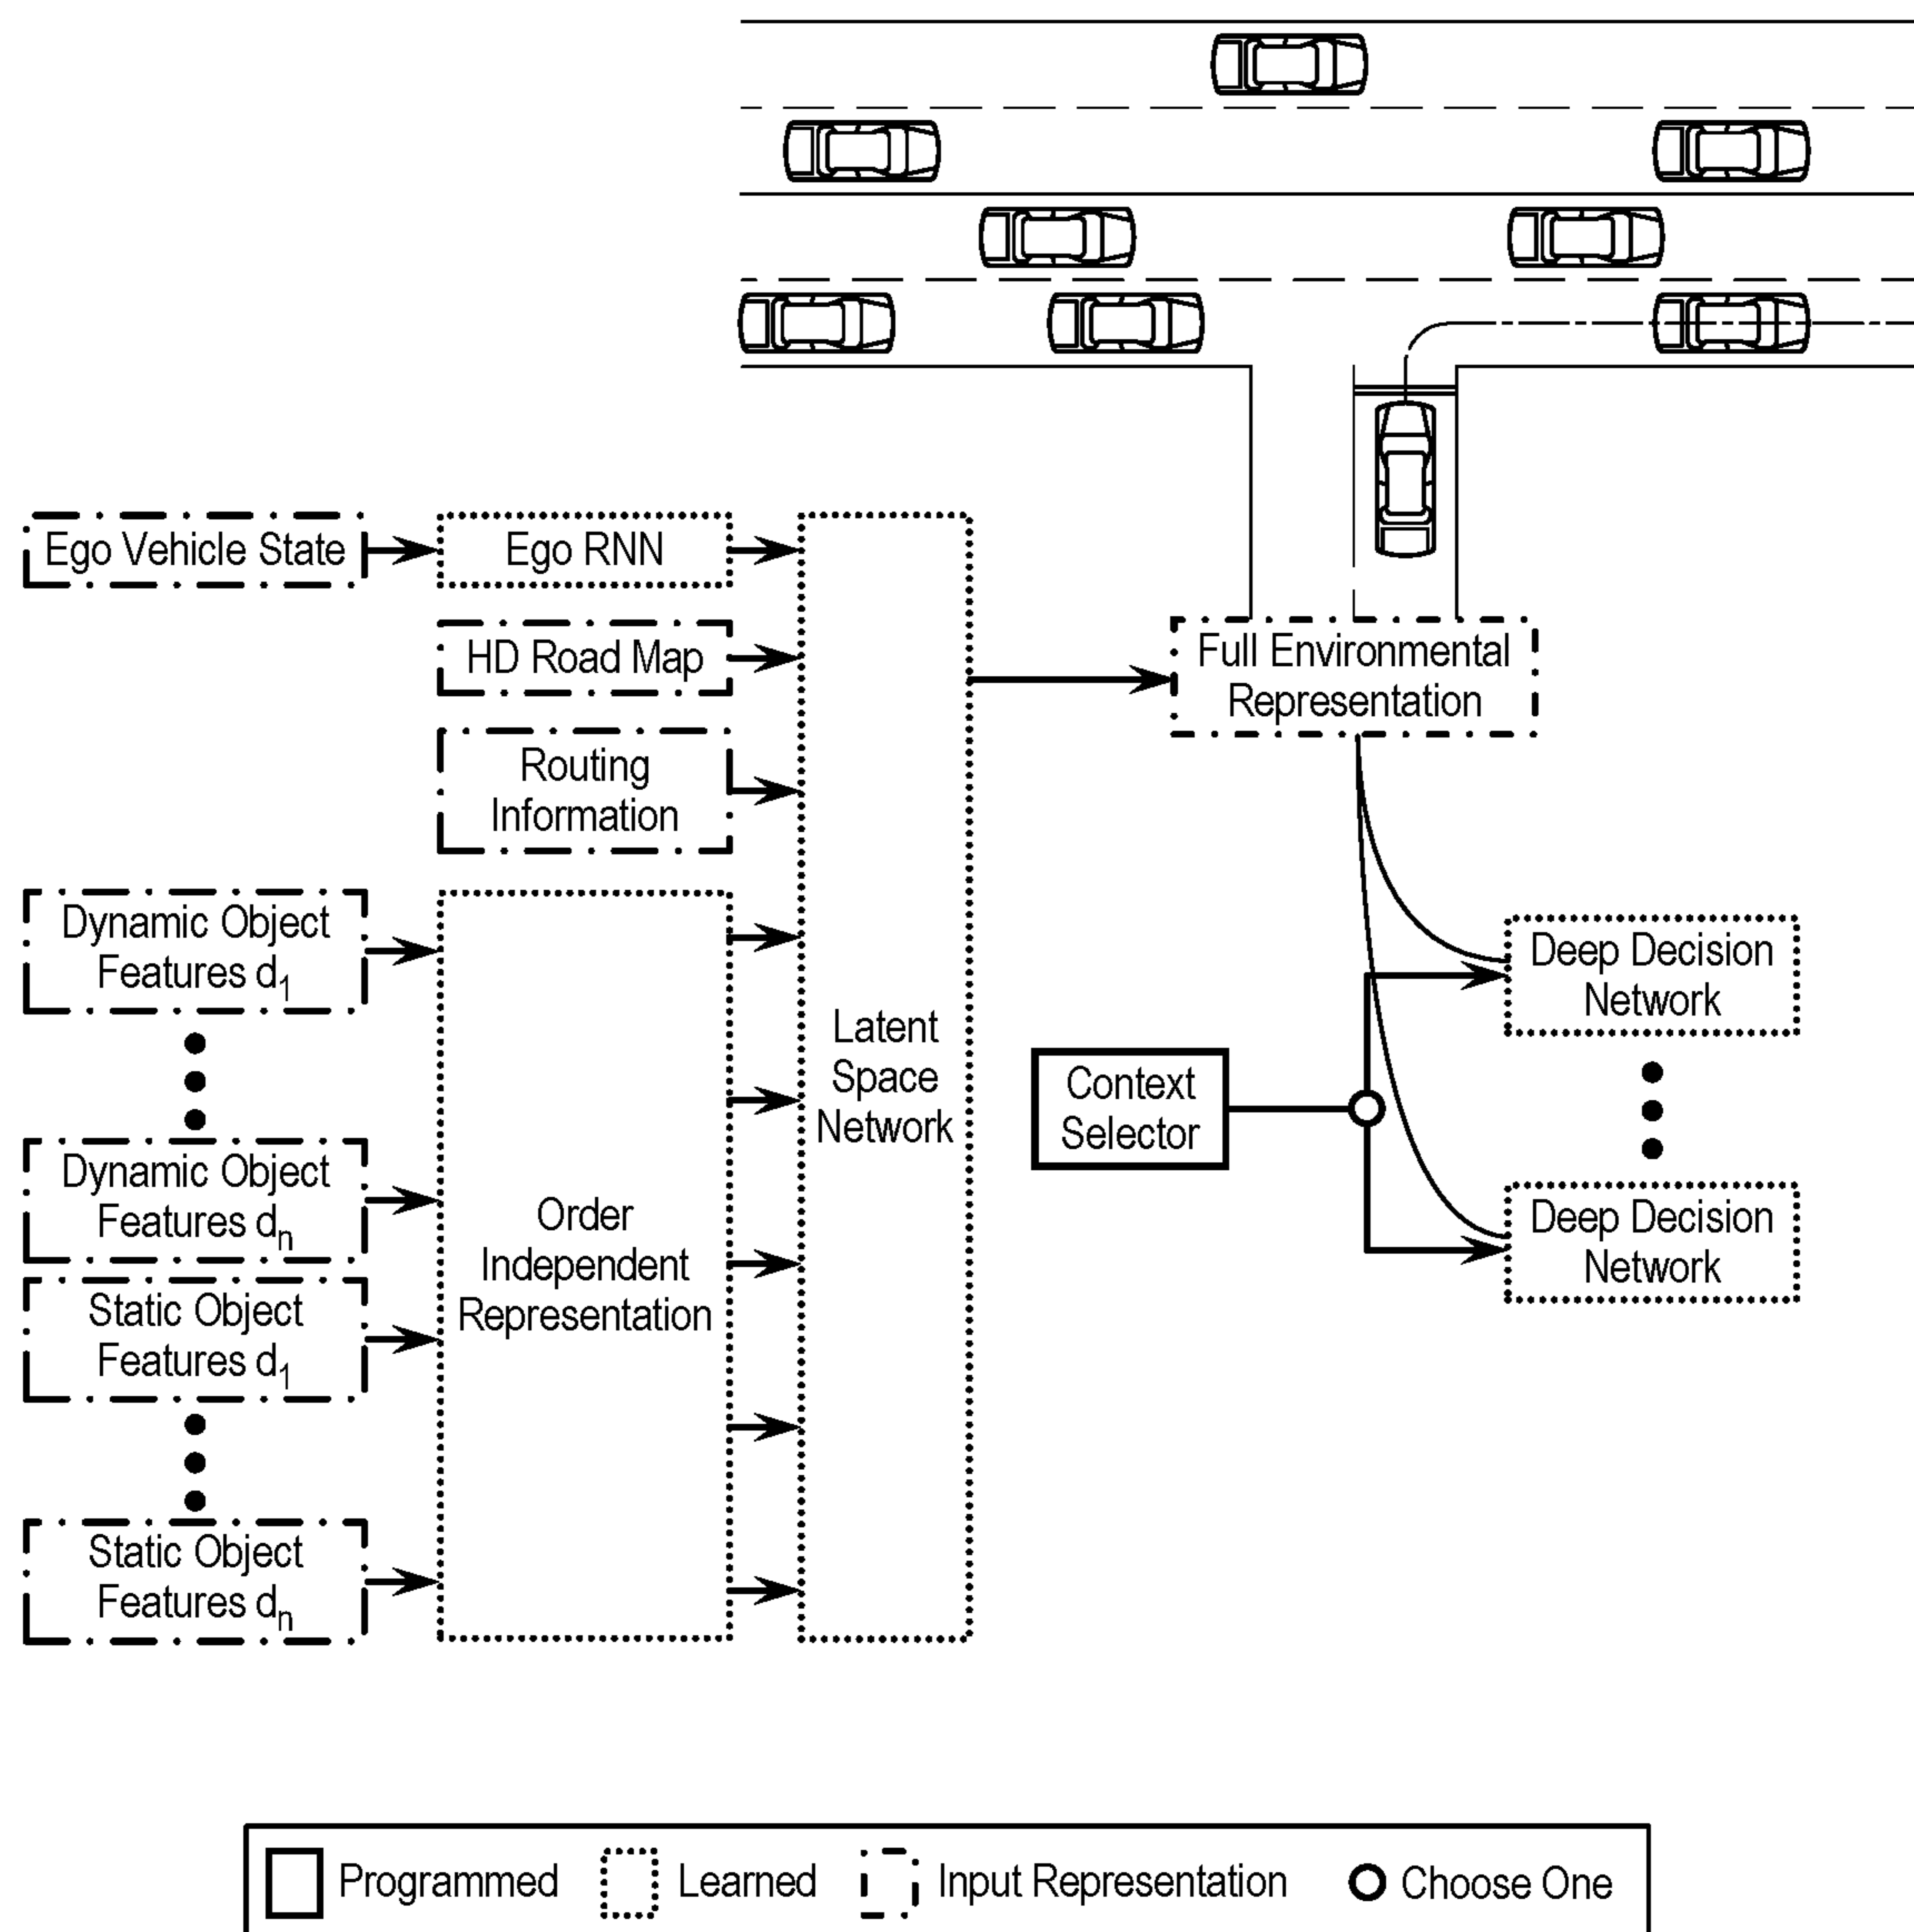 Ego Vehicle State
Ego RNN
HD Road Map
Routing
Information
Full Environmental
Representation
Dynamic Object
Features d1
Dynamic Object
Features dn
Static Object
Features d1
Static Object
Features dn
Order
Independent
Representation
Latent
Space
Network
Context
Selector
Deep Decision
Network
Deep Decision
Network
Programmed
Learned
Input Representation
Choose One